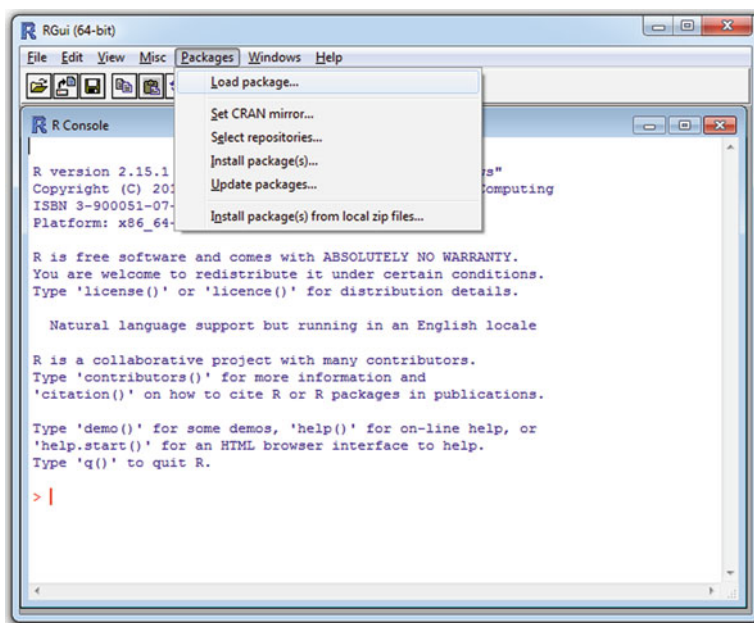 RGui (64-bit)
File Edit View Misc Packages Windows Help
Load package...
Set CRAN mirror...
Select repositories...
Install package(s)...
Update packages...
Install package(s) from local zip files...
R Console
R version 2.15.1
Copyright (C) 201 Computing
ISBN 3-900051-07-
Platform: x86_64-
R is free software and comes with ABSOLUTELY NO WARRANTY.
You are welcome to redistribute it under certain conditions.
Type 'license()' or 'licence()' for distribution details.
Natural language support but running in an English locale
R is a collaborative project with many contributors.
Type 'contributors()' for more information and
'citation()' on how to cite R or R packages in publications.
Type 'demo()' for some demos, 'help()' for on-line help, or
'help.start()' for an HTML browser interface to help.
Type 'q()' to quit R.
>